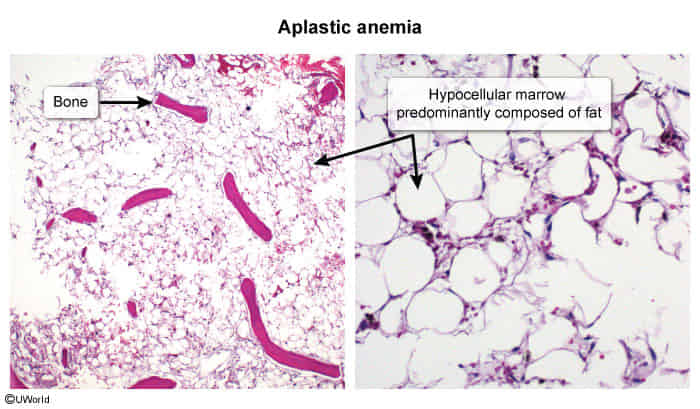 Aplastic anemia
Bone
Hypocellular marrow
predominantly composed of fat
©UWorld